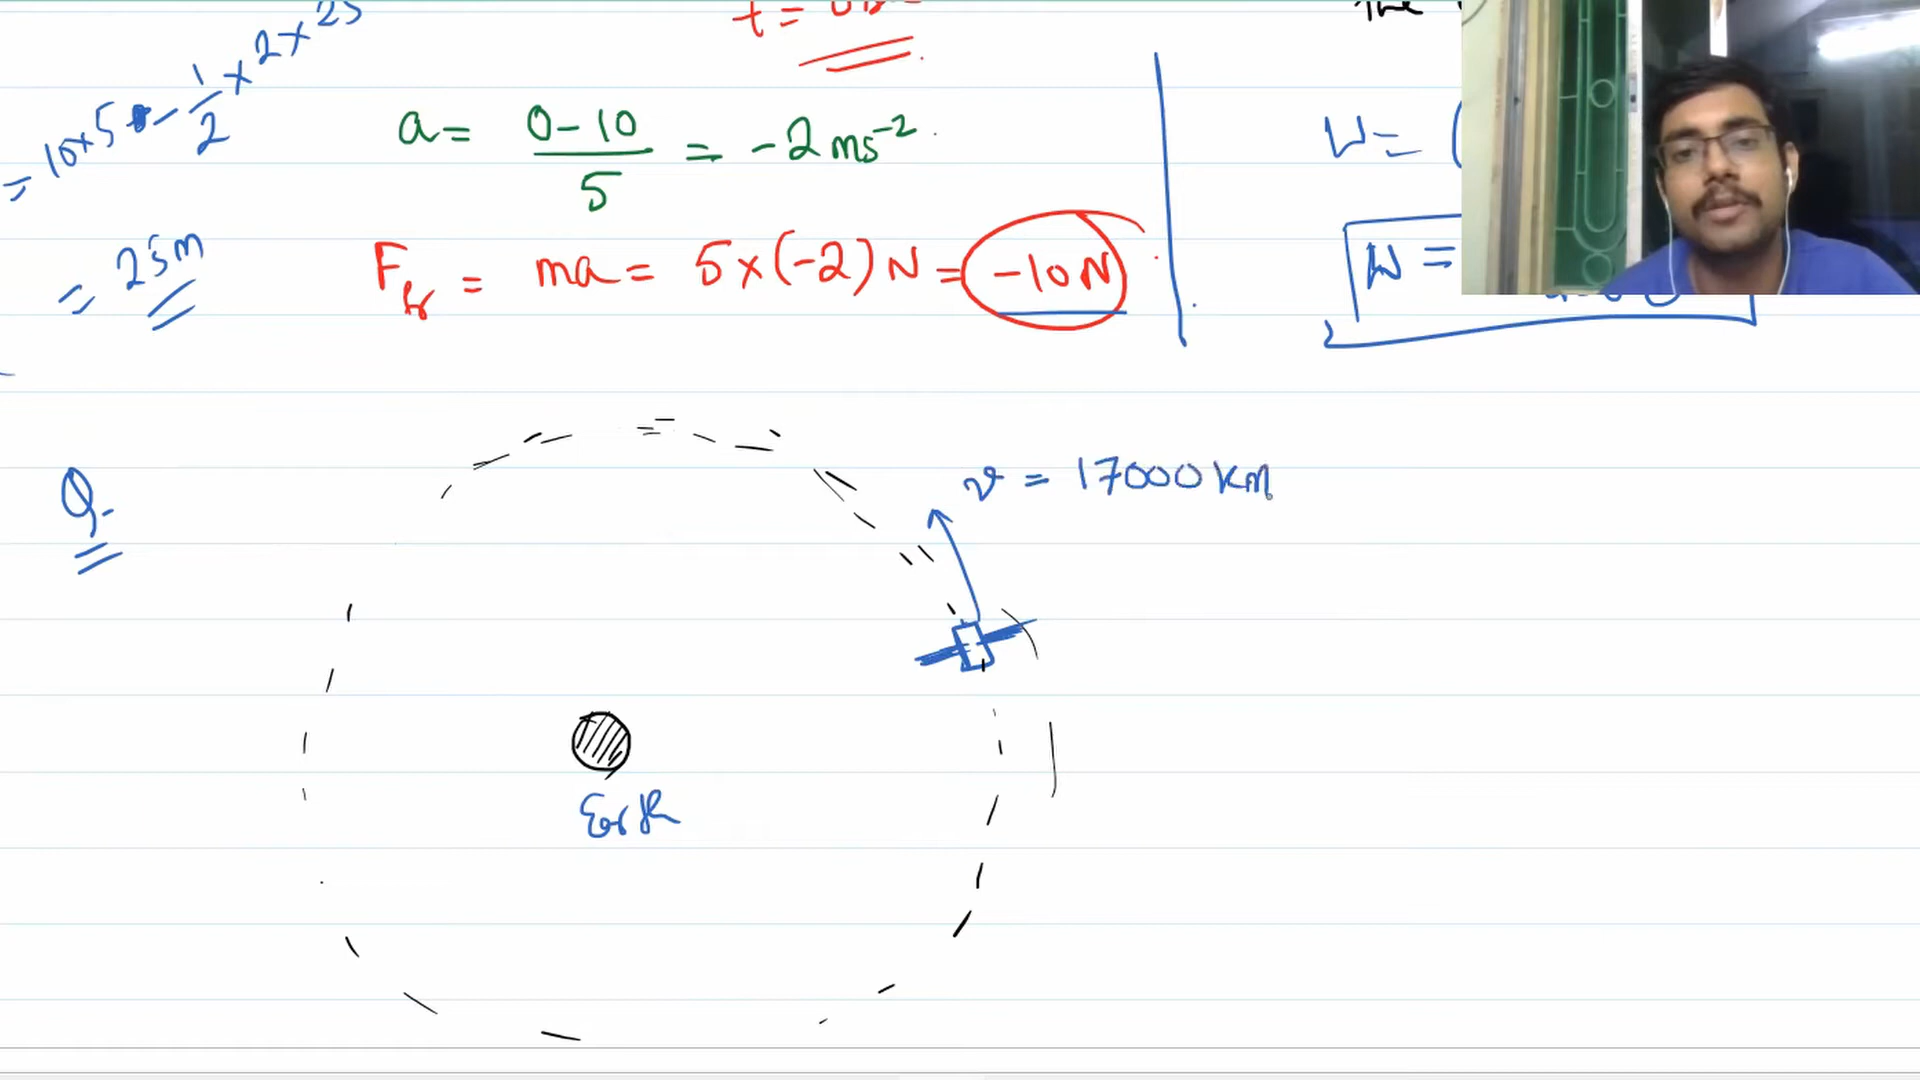 = 10×5 - 1/2 × 2 × 25
= 25m
a = 0-10/5 = -2 ms⁻²
F_fr = ma = 5×(-2) N = -10N
W = (
W =
Q.
v = 17000 km
Earth